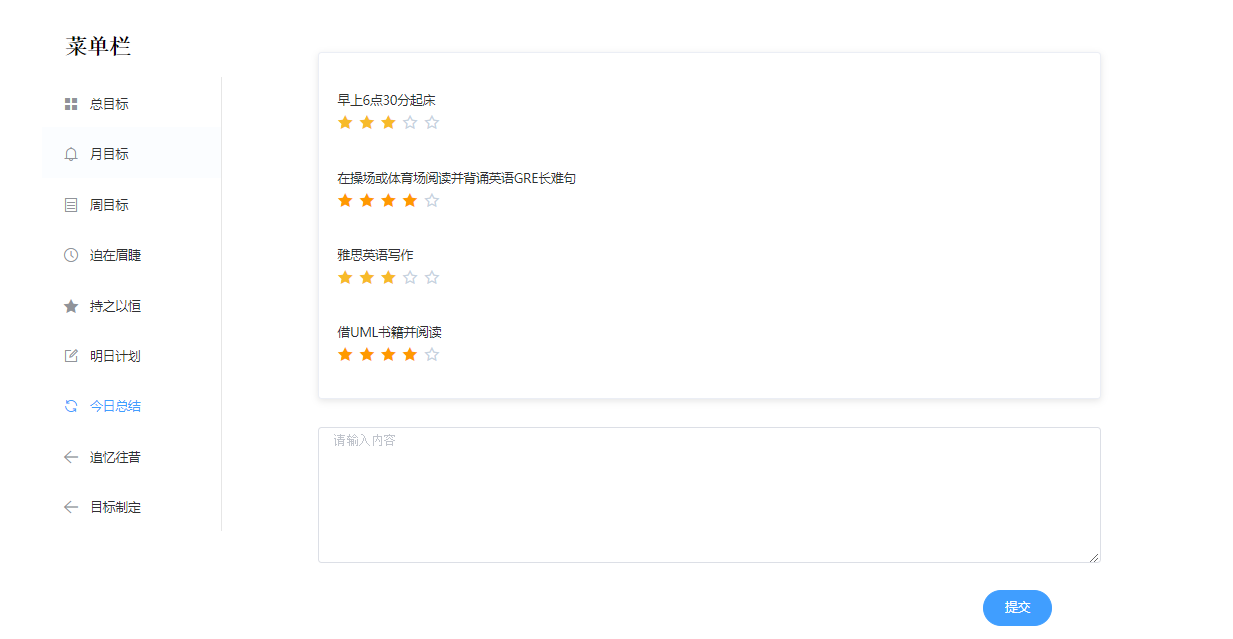 菜单栏
总目标
月目标
周目标
迫在眉睫
持之以恒
明日计划
今日总结
追忆往昔
目标制定
早上6点30分起床
在操场或体育场阅读并背诵英语GRE长难句
雅思英语写作
借UML书籍并阅读
请输入内容
提交